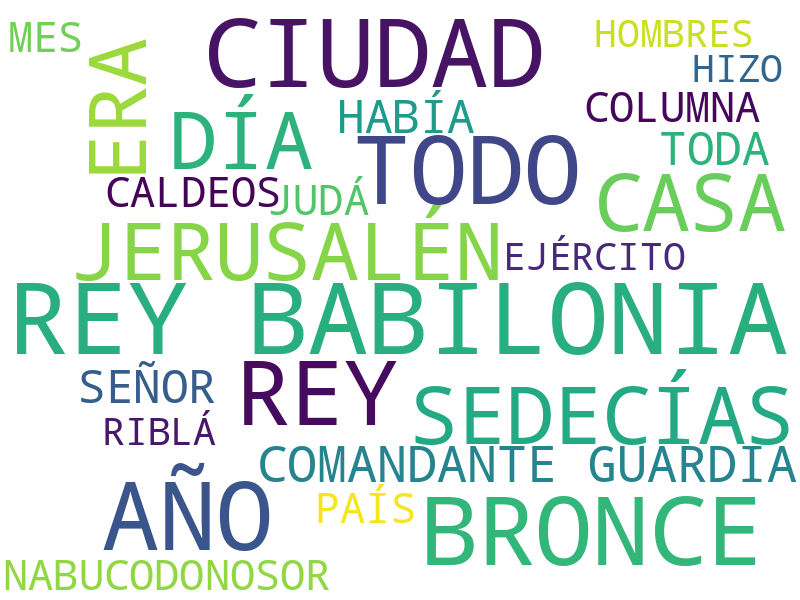 MES
CIUDAD
HOMBRES
ERA
HIZO
DÍA
HABÍA
COLUMNA
TODO
TODA
CALDEOS
JUDÁ
CASA
JERUSALÉN
EJÉRCITO
REY BABILONIA
SEÑOR
REY
SEDECÍAS
RIBLÁ
COMANDANTE GUARDIA
AÑO
PAÍS
BRONCE
NABUCODONOSOR